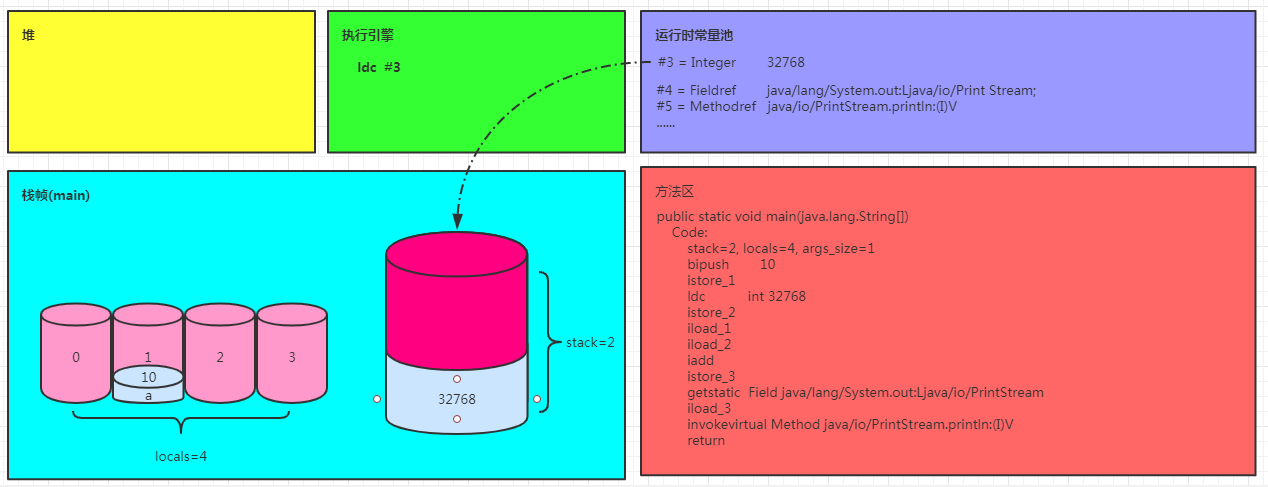 堆
执行引擎
ldc #3
运行时常量池
#3 = Integer 32768
#4 = Fieldref java/lang/System.out:Ljava/io/Print Stream;
#5 = Methodref java/io/PrintStream.println:(I)V
......
栈帧(main)
0
1
2
3
10
a
locals=4
32768
stack=2
方法区
public static void main(java.lang.String[])
Code:
stack=2, locals=4, args_size=1
bipush 10
istore_1
ldc int 32768
istore_2
iload_1
iload_2
iadd
istore_3
getstatic Field java/lang/System.out:Ljava/io/PrintStream
iload_3
invokevirtual Method java/io/PrintStream.println:(I)V
return